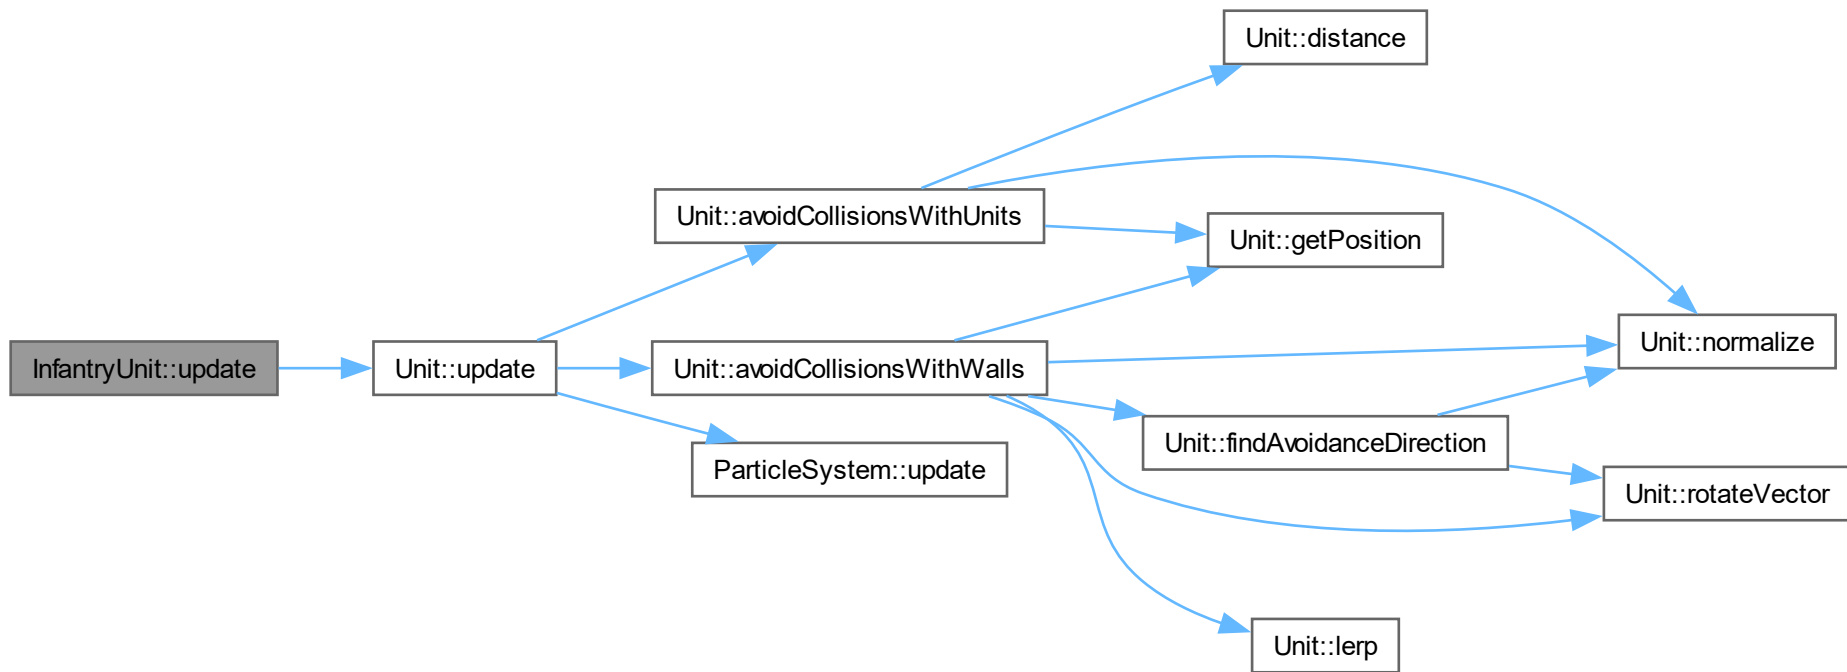 Unit::distance
Unit::avoidCollisionsWithUnits
Unit::getPosition
Unit::normalize
InfantryUnit::update
Unit::update
Unit::avoidCollisionsWithWalls
Unit::findAvoidanceDirection
ParticleSystem::update
Unit::rotateVector
Unit::lerp